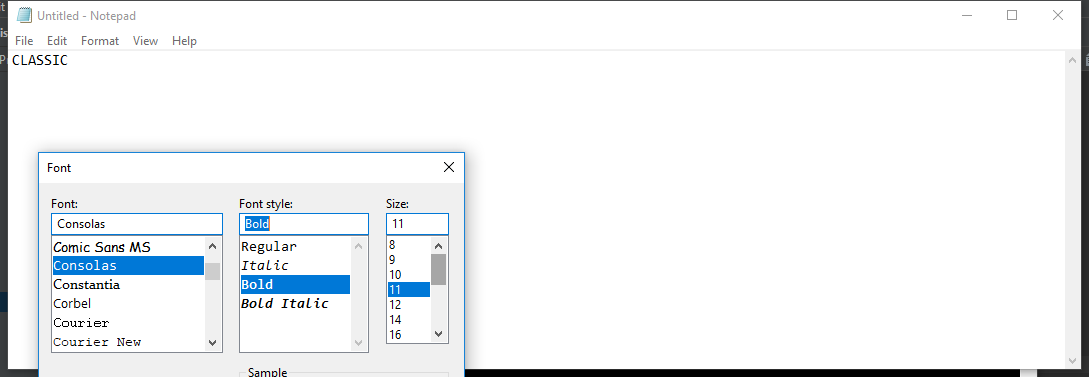 Untitled - Notepad
File Edit Format View Help
CLASSIC
Font
Font: Font style: Size:
Consolas Bold 11
Comic Sans MS
Consolas
Constantia
Corbel
Courier
Courier New
Regular
Italic
Bold
Bold Italic
8
9
10
11
12
14
16
Sample